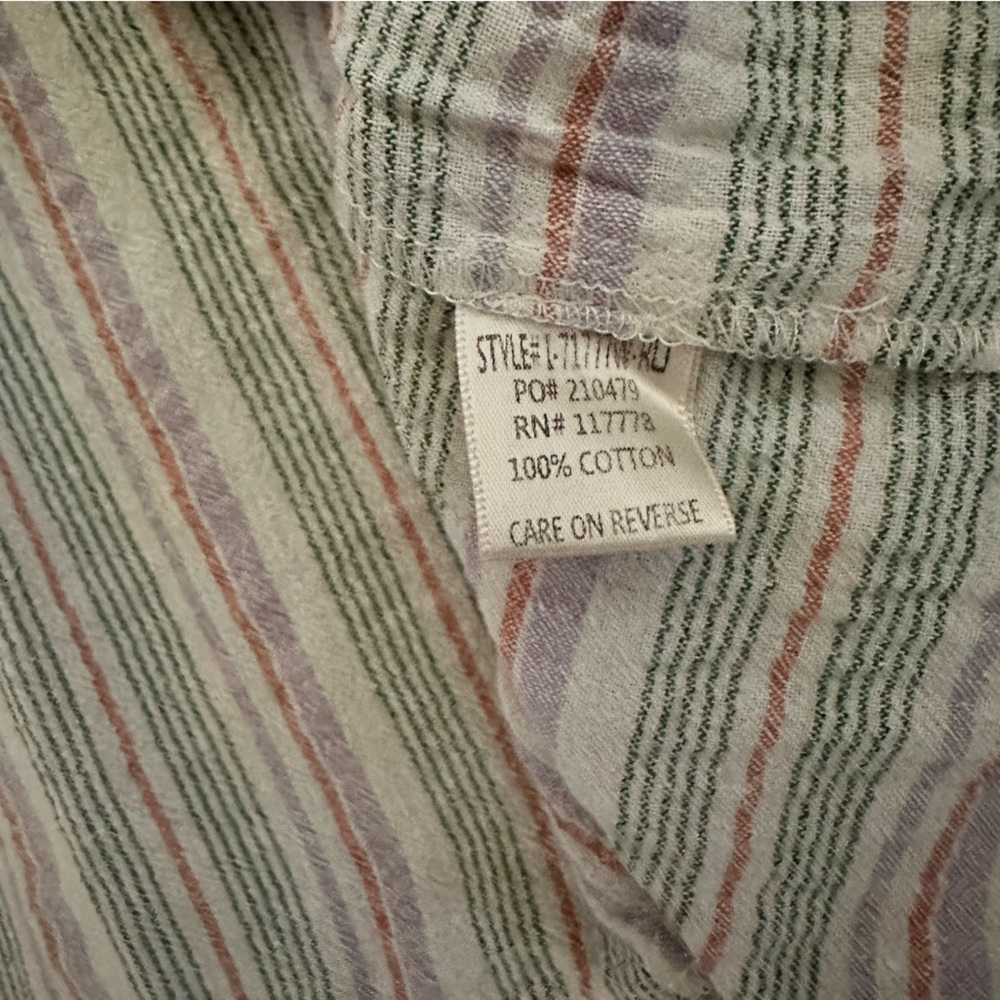 STYLE#
PO# 210479
RN# 117778
100% COTTON
CARE ON REVERSE